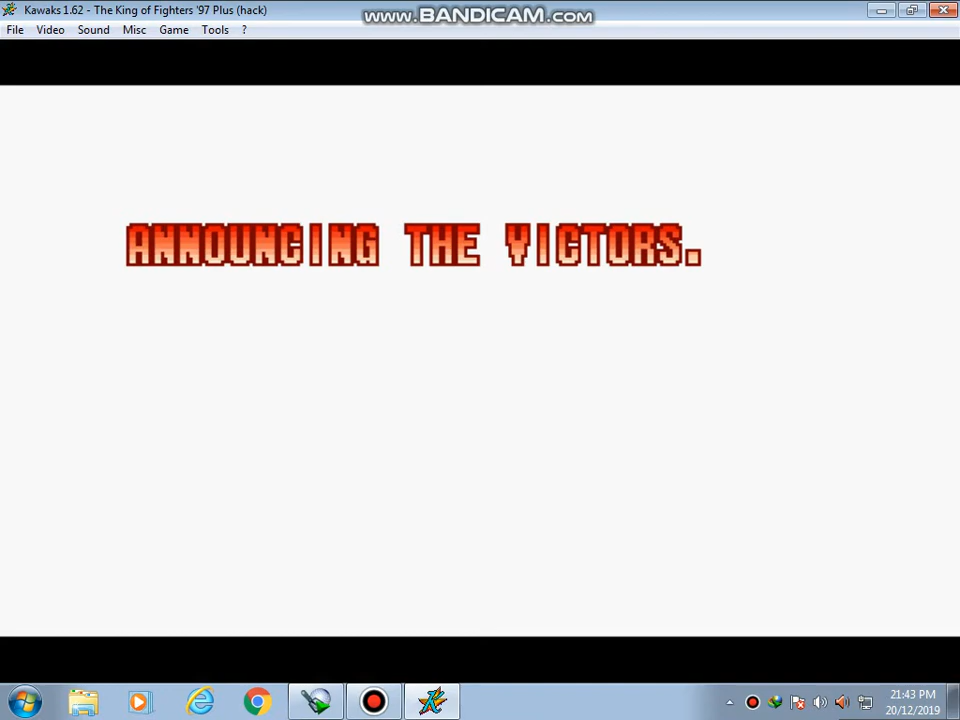 Kawaks 1.62 - The King of Fighters '97 Plus (hack)
www.BANDICAM.com
File Video Sound Misc Game Tools ?
ANNOUNCING THE VICTORS.
21:43 PM
20/12/2019